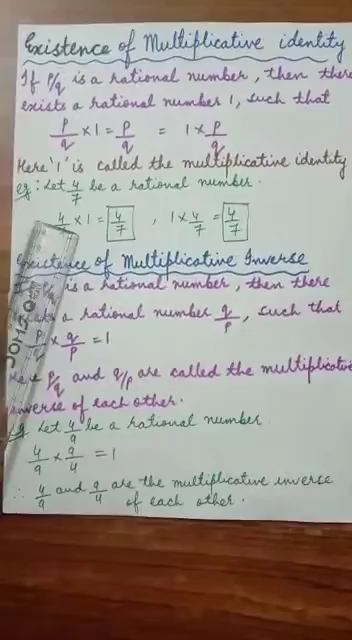 Existence of Multiplicative identity
If P/q is a rational number, then there
exists a rational number 1, such that
p/q × 1 = p/q = 1 × p/q
Here '1' is called the multiplicative identity
eg: Let 4/7 be a rational number.
4/7 × 1 = 4/7 , 1 × 4/7 = 4/7
Existence of Multiplicative Inverse
is a rational number, then there
a rational number q/p, such that
p/q × q/p = 1
P/q and q/p are called the multiplicative
inverse of each other.
eg Let 4/9 be a rational number
4/9 × 9/4 = 1
∴ 4/9 and 9/4 are the multiplicative inverse
of each other.